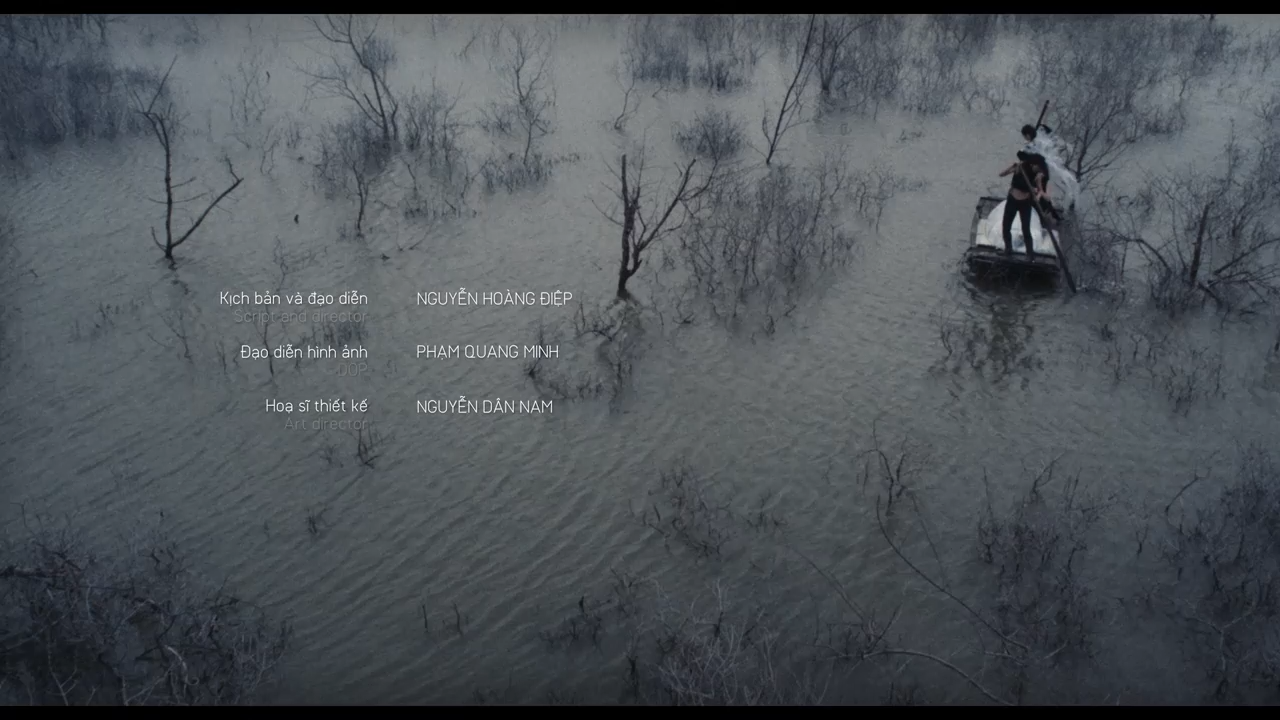 Kịch bản và đạo diễn NGUYỄN HOÀNG ĐIỆP
Script and director
Đạo diễn hình ảnh PHẠM QUANG MINH
DOP
Hoạ sĩ thiết kế NGUYỄN DÂN NAM
Art director